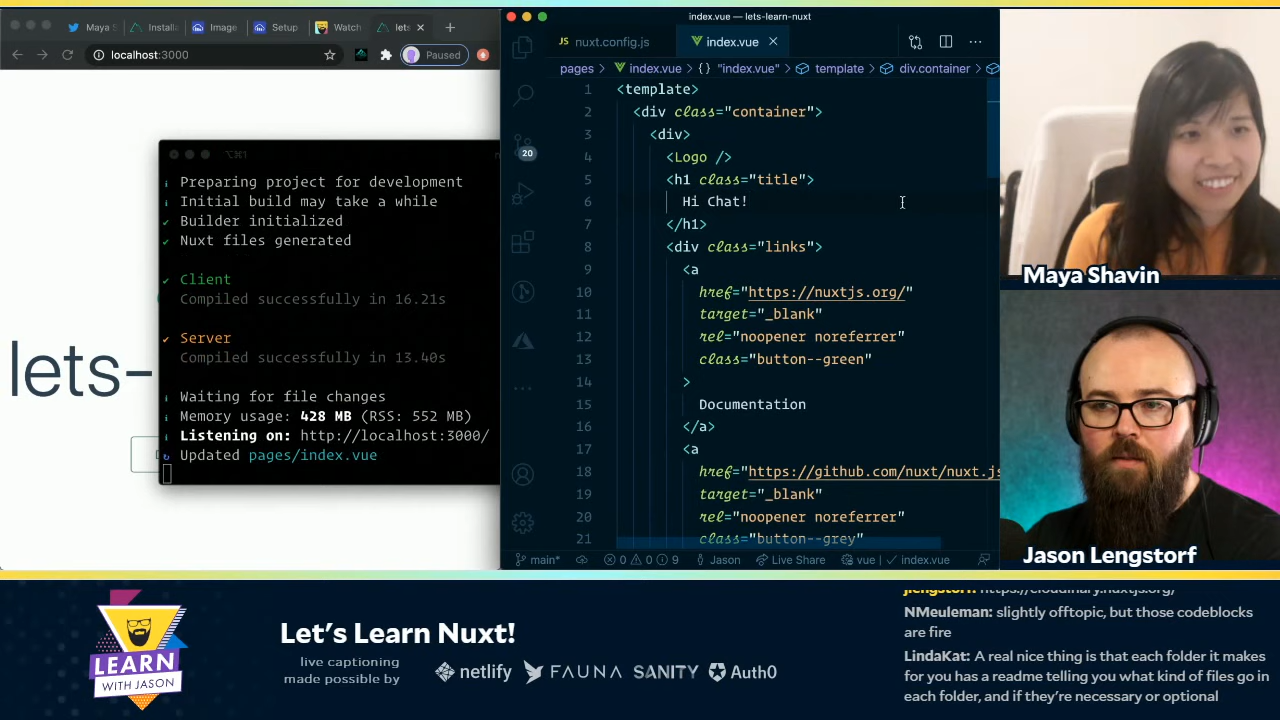 Maya S
Installa
Image
Setup
Watch
lets
localhost:3000
Paused
lets-
⌥⌘1
Preparing project for development
Initial build may take a while
Builder initialized
Nuxt files generated
Client
Compiled successfully in 16.21s
Server
Compiled successfully in 13.40s
Waiting for file changes
Memory usage: 428 MB (RSS: 552 MB)
Listening on: http://localhost:3000/
Updated pages/index.vue
index.vue — lets-learn-nuxt
JS nuxt.config.js
index.vue
pages > index.vue > {} "index.vue" > template > div.container >
20
1 <template>
2 <div class="container">
3 <div>
4 <Logo />
5 <h1 class="title">
6 Hi Chat!
7 </h1>
8 <div class="links">
9 <a
10 href="https://nuxtjs.org/"
11 target="_blank"
12 rel="noopener noreferrer"
13 class="button--green"
14 >
15 Documentation
16 </a>
17 <a
18 href="https://github.com/nuxt/nuxt.js
19 target="_blank"
20 rel="noopener noreferrer"
21 class="button--grey"
main* 0 0 9 Jason Live Share vue index.vue
Maya Shavin
Jason Lengstorf
LEARN
WITH JASON
Let's Learn Nuxt!
live captioning
made possible by
netlify FAUNA SANITY Auth0
jlengstorf: https://cloudinary.nuxtjs.org/
NMeuleman: slightly offtopic, but those codeblocks
are fire
LindaKat: A real nice thing is that each folder it makes
for you has a readme telling you what kind of files go in
each folder, and if they're necessary or optional